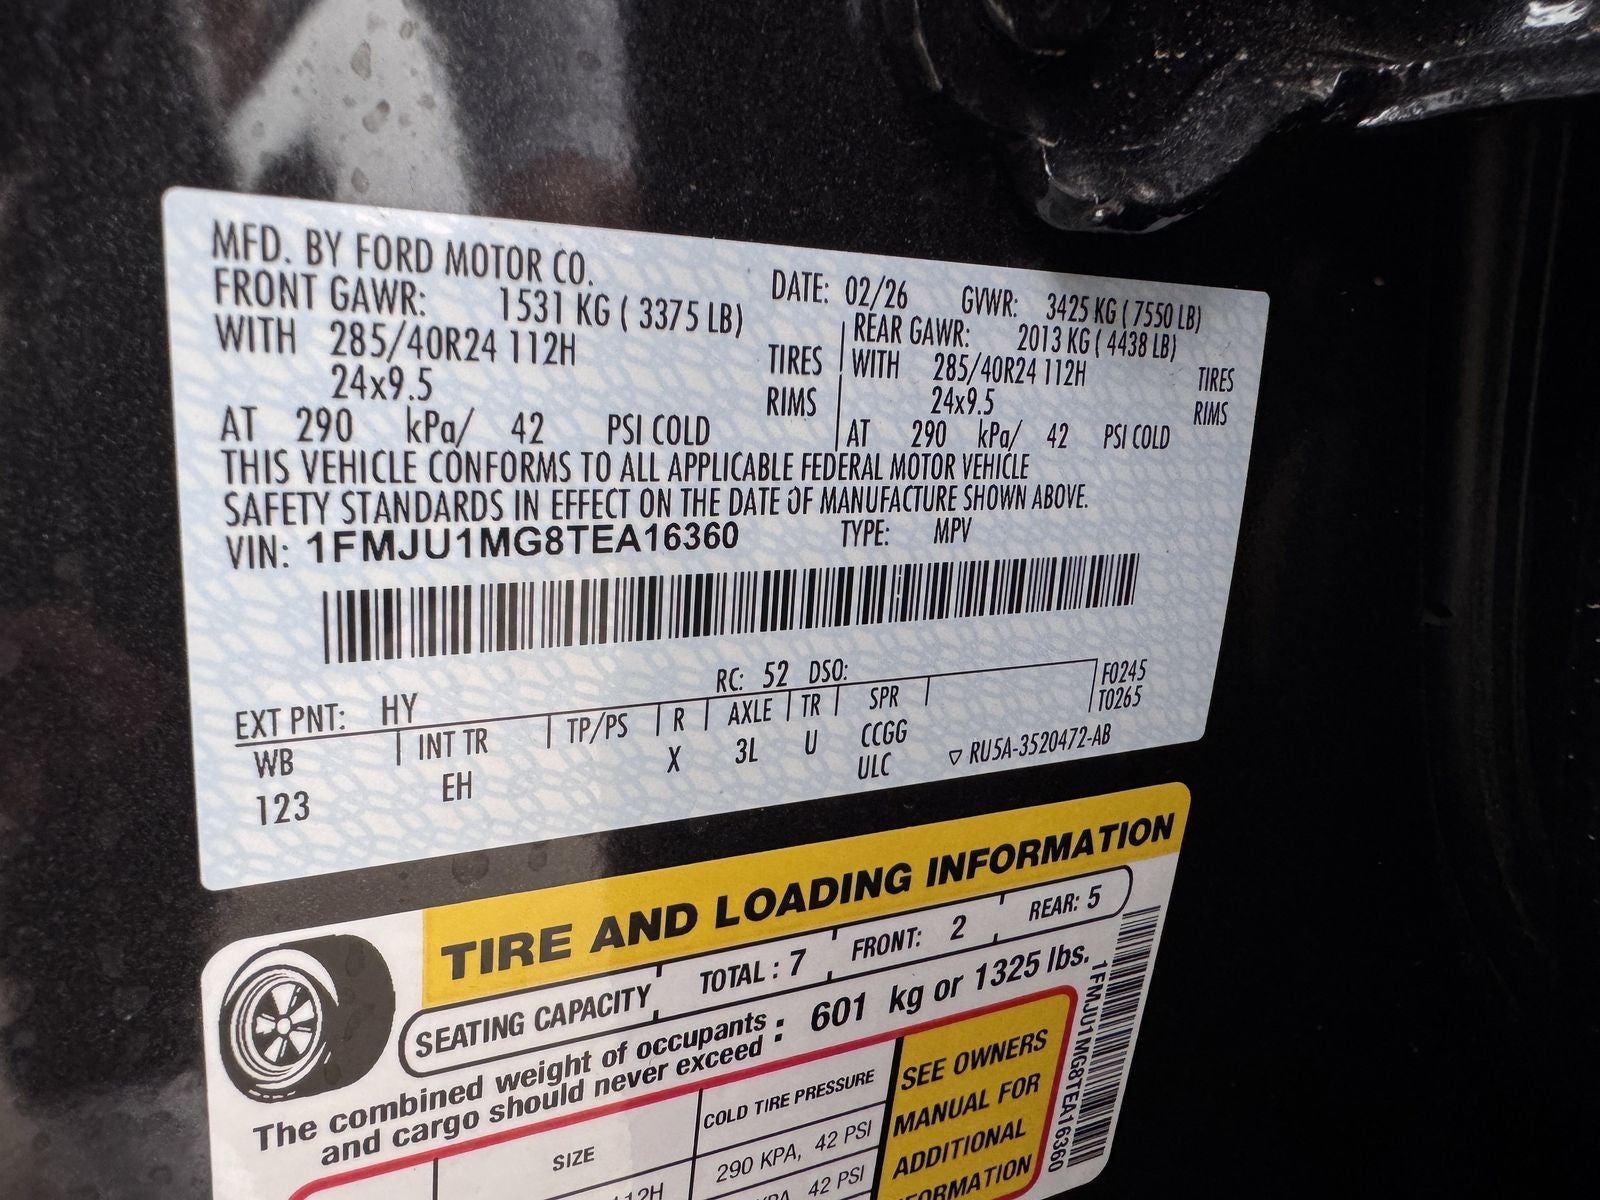 MFD. BY FORD MOTOR CO.
DATE: 02/26 GVWR: 3425 KG ( 7550 LB)
FRONT GAWR: 1531 KG ( 3375 LB) REAR GAWR: 2013 KG ( 4438 LB)
WITH 285/40R24 112H TIRES WITH 285/40R24 112H TIRES
24x9.5 RIMS 24x9.5 RIMS
AT 290 kPa/ 42 PSI COLD AT 290 kPa/ 42 PSI COLD
THIS VEHICLE CONFORMS TO ALL APPLICABLE FEDERAL MOTOR VEHICLE
SAFETY STANDARDS IN EFFECT ON THE DATE OF MANUFACTURE SHOWN ABOVE.
VIN: 1FMJU1MG8TEA16360 TYPE: MPV
EXT PNT: HY RC: 52 DSO: F0245
T0265
WB INT TR TP/PS R AXLE TR SPR
123 EH X 3L U CCGG
ULC ▽ RU5A-3520472-AB
TIRE AND LOADING INFORMATION
SEATING CAPACITY TOTAL : 7 FRONT: 2 REAR: 5
The combined weight of occupants
and cargo should never exceed : 601 kg or 1325 lbs.
SIZE COLD TIRE PRESSURE
12H 290 KPA, 42 PSI
42 PSI
SEE OWNERS
MANUAL FOR
ADDITIONAL
1FMJU1MG8TEA16360